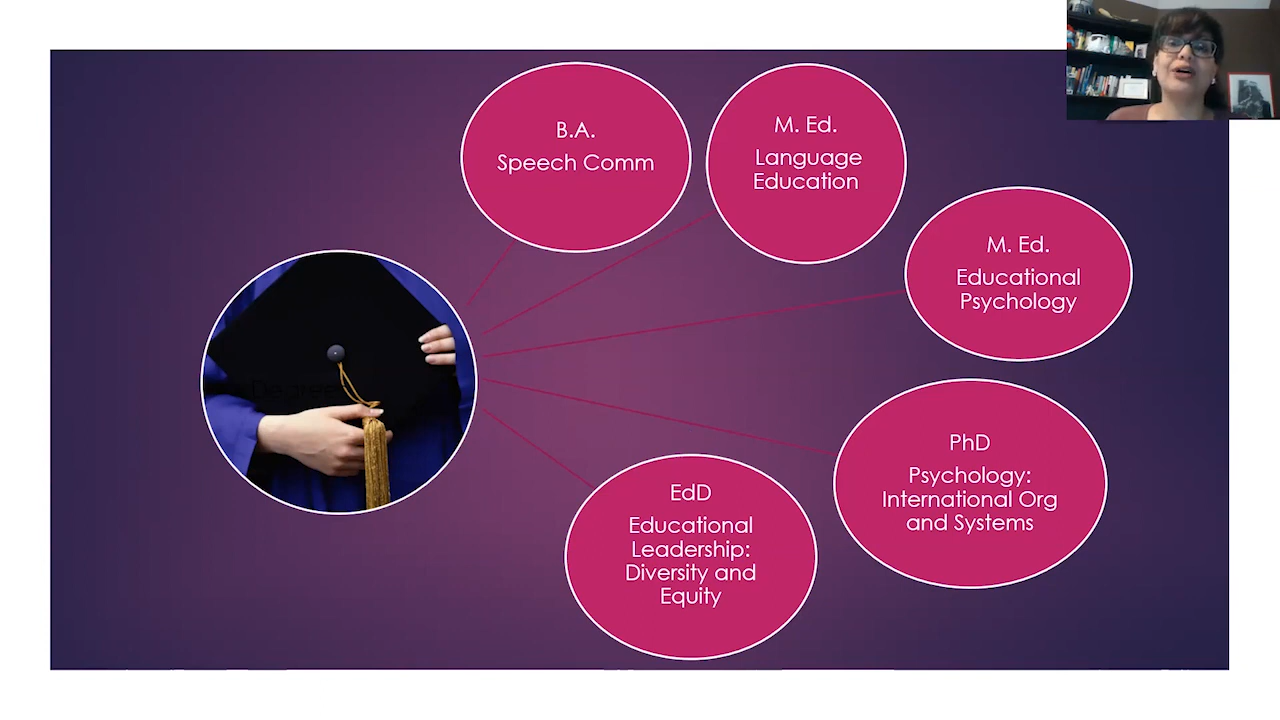 B.A.
Speech Comm
M. Ed.
Language
Education
M. Ed.
Educational
Psychology
PhD
Psychology:
International Org
and Systems
EdD
Educational
Leadership:
Diversity and
Equity